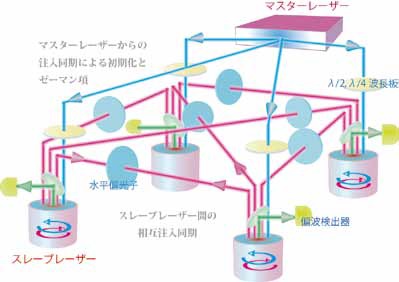 マスターレーザー
マスターレーザーからの
注入同期による初期化と
ゼーマン項
λ/2,λ/4 波長板
水平偏光子
スレーブレーザー間の
相互注入同期
偏波検出器
スレーブレーザー